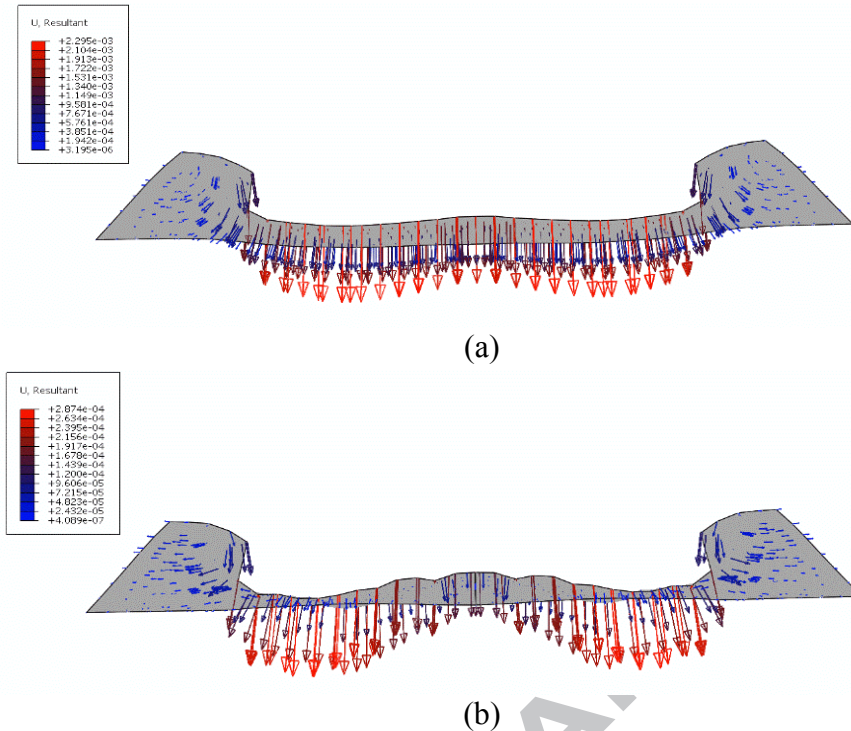 U, Resultant
+2.295e-03
+2.104e-03
+1.913e-03
+1.722e-03
+1.531e-03
+1.340e-03
+1.149e-03
+9.581e-04
+7.671e-04
+5.761e-04
+3.851e-04
+1.942e-04
+3.195e-06
(a)
U, Resultant
+2.874e-04
+2.634e-04
+2.395e-04
+2.156e-04
+1.917e-04
+1.678e-04
+1.439e-04
+1.200e-04
+9.606e-05
+7.215e-05
+4.823e-05
+2.432e-05
+4.089e-07
(b)